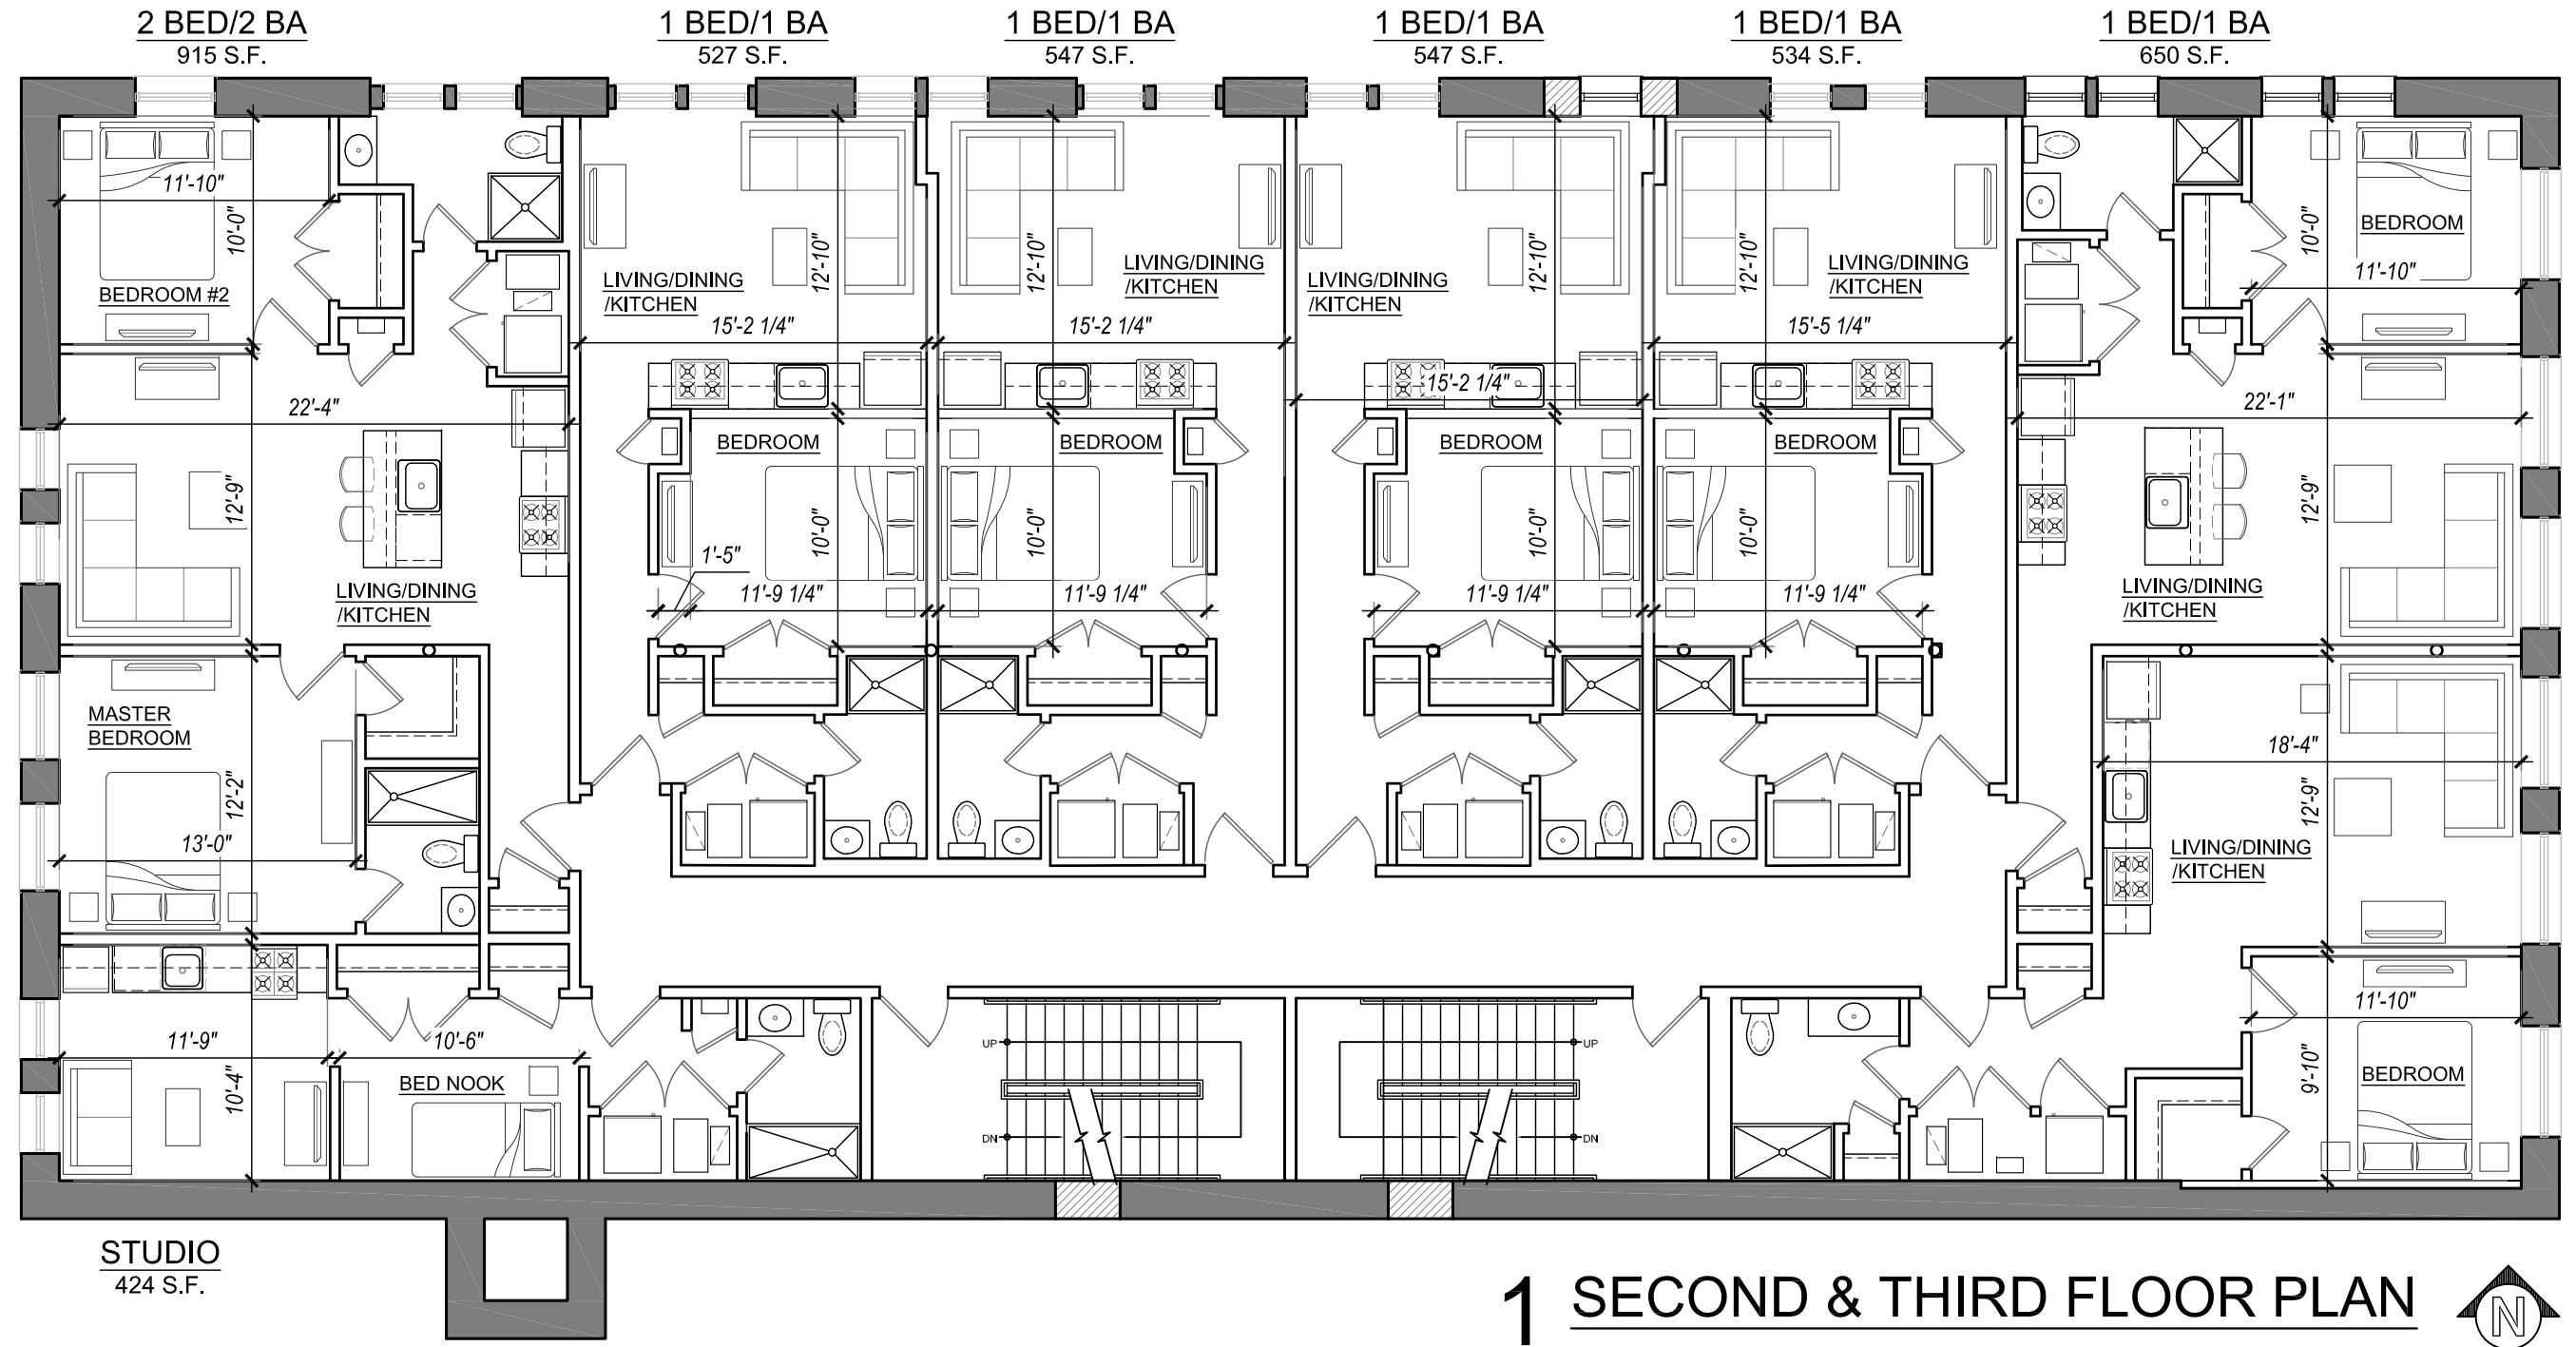 2 BED/2 BA
915 S.F.
1 BED/1 BA
527 S.F.
1 BED/1 BA
547 S.F.
1 BED/1 BA
547 S.F.
1 BED/1 BA
534 S.F.
1 BED/1 BA
650 S.F.
11'-10"
10'-0"
BEDROOM #2
22'-4"
12'-9"
LIVING/DINING
/KITCHEN
MASTER
BEDROOM
12'-2"
13'-0"
LIVING/DINING
/KITCHEN
12'-10"
15'-2 1/4"
BEDROOM
10'-0"
1'-5"
11'-9 1/4"
12'-10"
LIVING/DINING
/KITCHEN
15'-2 1/4"
BEDROOM
10'-0"
11'-9 1/4"
LIVING/DINING
/KITCHEN
12'-10"
15'-2 1/4"
BEDROOM
10'-0"
11'-9 1/4"
12'-10"
LIVING/DINING
/KITCHEN
15'-5 1/4"
BEDROOM
10'-0"
11'-9 1/4"
BEDROOM
10'-0"
11'-10"
22'-1"
12'-9"
LIVING/DINING
/KITCHEN
18'-4"
12'-9"
LIVING/DINING
/KITCHEN
11'-10"
9'-10"
BEDROOM
11'-9"
10'-4"
10'-6"
BED NOOK
UP
DN
UP
DN
STUDIO
424 S.F.
1 SECOND & THIRD FLOOR PLAN
N